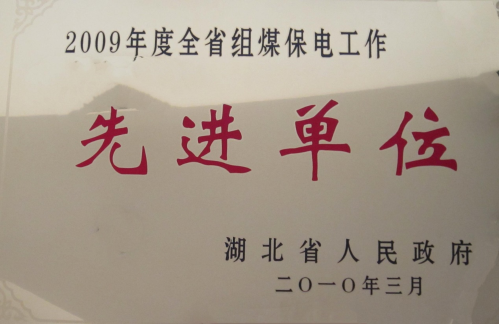 2009年度全省组煤保电工作
先进单位
湖北省人民政府
二〇一〇年三月